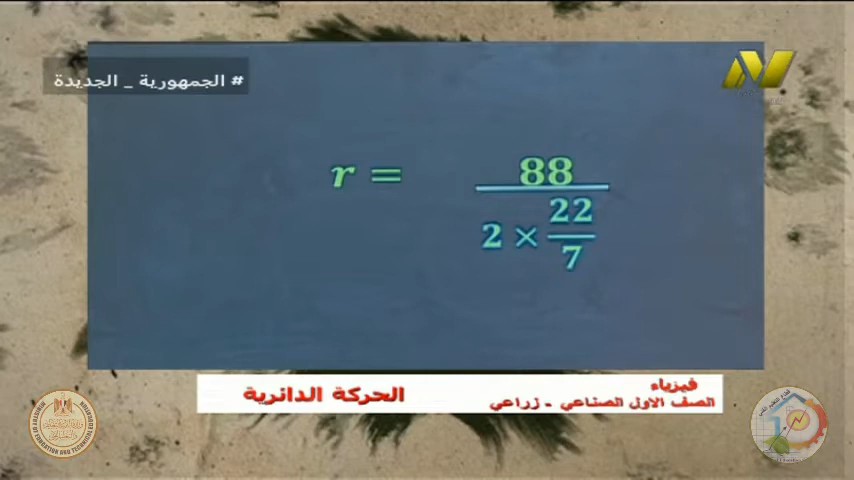 # الجمهورية _ الجديدة
r = 88 / (2 × 22/7)
فيزياء
الصف الاول الصناعي - زراعي
الحركة الدائرية